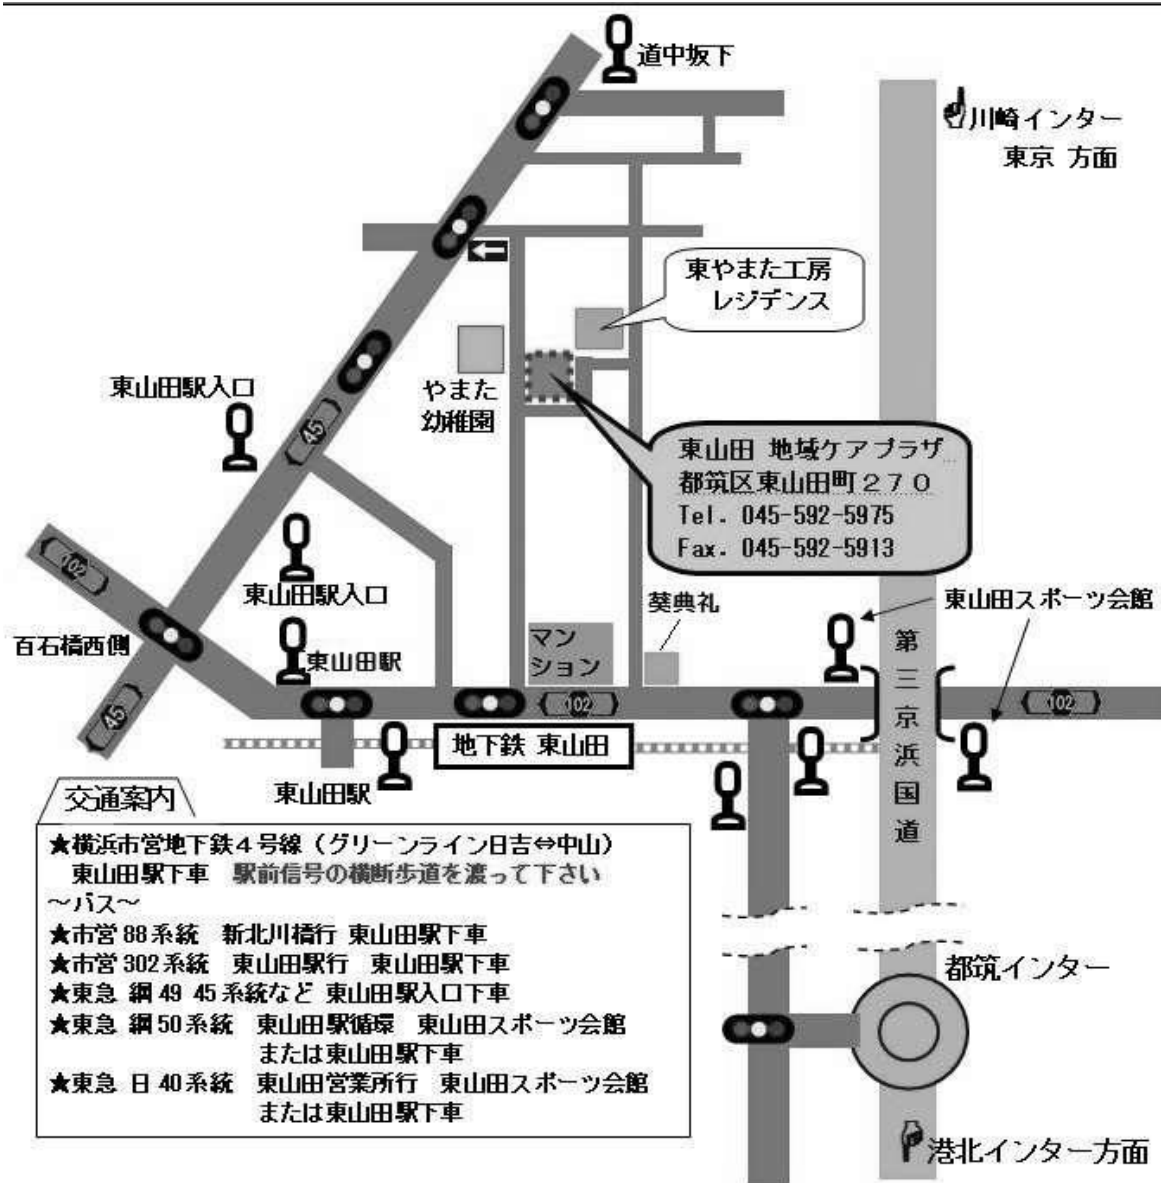 道中坂下
川崎インター
東京 方面
東やまた工房
レジデンス
やまた
幼稚園
東山田駅入口
45
東山田 地域ケアプラザ
都筑区東山田町270
Tel. 045-592-5975
Fax. 045-592-5913
102
東山田駅入口
葵典礼
東山田スポーツ会館
百石橋西側
東山田駅
マン
ション
第三京浜国道
45
102
102
地下鉄 東山田
東山田駅
交通案内
★横浜市営地下鉄4号線(グリーンライン日吉⇔中山)
東山田駅下車 駅前信号の横断歩道を渡って下さい
～バス～
★市営88系統 新北川橋行 東山田駅下車
★市営302系統 東山田駅行 東山田駅下車
★東急 綱49 45系統など 東山田駅入口下車
★東急 綱50系統 東山田駅循環 東山田スポーツ会館
または東山田駅下車
★東急 日40系統 東山田営業所行 東山田スポーツ会館
または東山田駅下車
都筑インター
港北インター方面